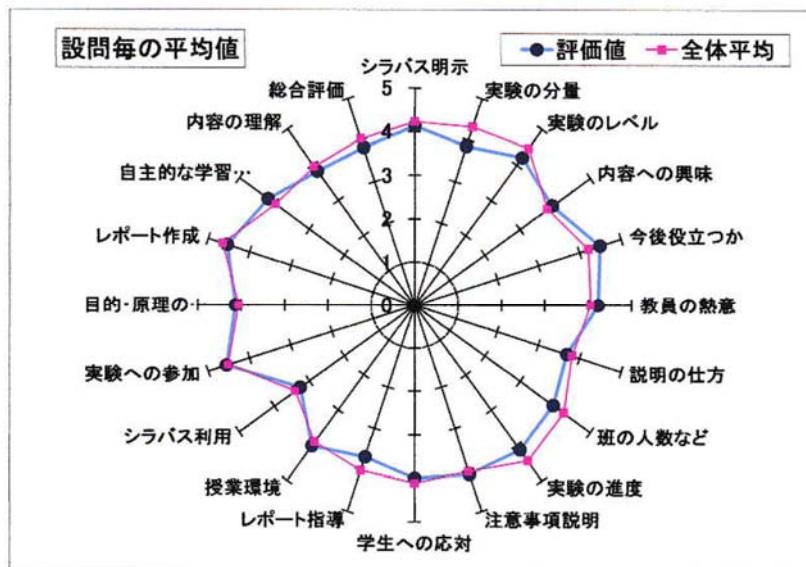 設問毎の平均値
評価値
全体平均
シラバス明示
実験の分量
実験のレベル
内容への興味
今後役立つか
教員の熱意
説明の仕方
班の人数など
実験の進度
注意事項説明
学生への応対
レポート指導
授業環境
シラバス利用
実験への参加
目的・原理の…
レポート作成
自主的な学習…
内容の理解
総合評価
5
4
3
2
1
0